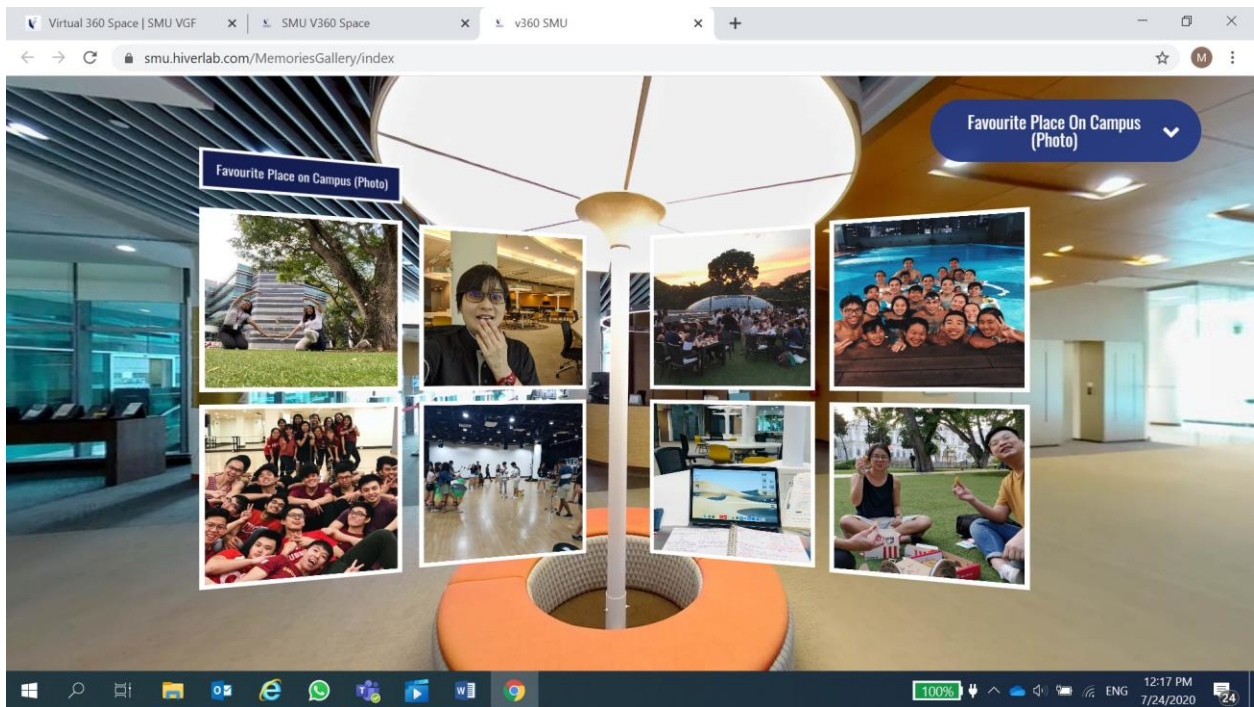 Virtual 360 Space | SMU VGF
SMU V360 Space
v360 SMU
smu.hiverlab.com/MemoriesGallery/index
M
Favourite Place On Campus
(Photo)
Favourite Place on Campus (Photo)
100%
ENG
12:17 PM
7/24/2020
24